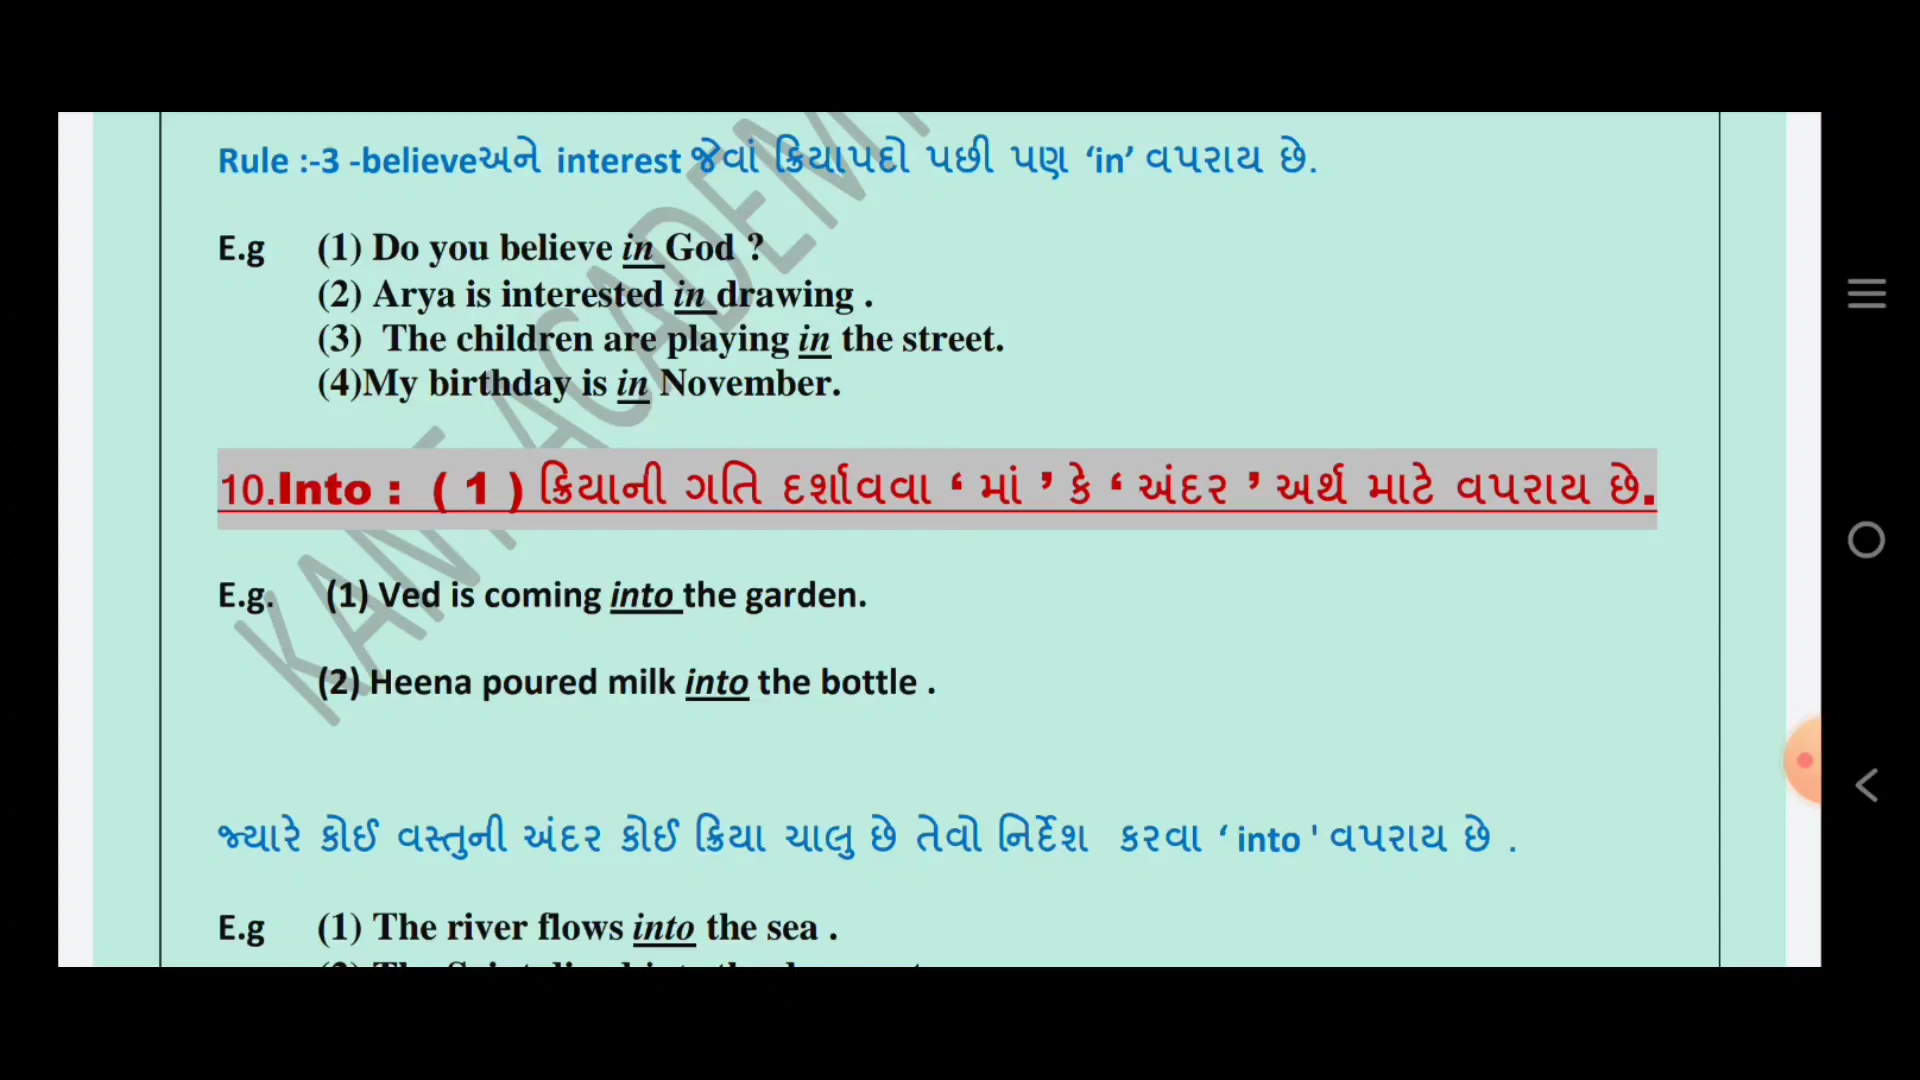 Rule :-3 -believeઅને interest જેવાં ક્રિયાપદો પછી પણ ‘in’ વપરાય છે.
E.g (1) Do you believe in God ?
(2) Arya is interested in drawing .
(3) The children are playing in the street.
(4)My birthday is in November.
10.Into : ( 1 ) ક્રિયાની ગતિ દર્શાવવા ‘ માં ’ કે ‘ અંદર ’ અર્થ માટે વપરાય છે.
E.g. (1) Ved is coming into the garden.
(2) Heena poured milk into the bottle .
જ્યારે કોઈ વસ્તુની અંદર કોઈ ક્રિયા ચાલુ છે તેવો નિર્દેશ કરવા ‘ into ' વપરાય છે .
E.g (1) The river flows into the sea .